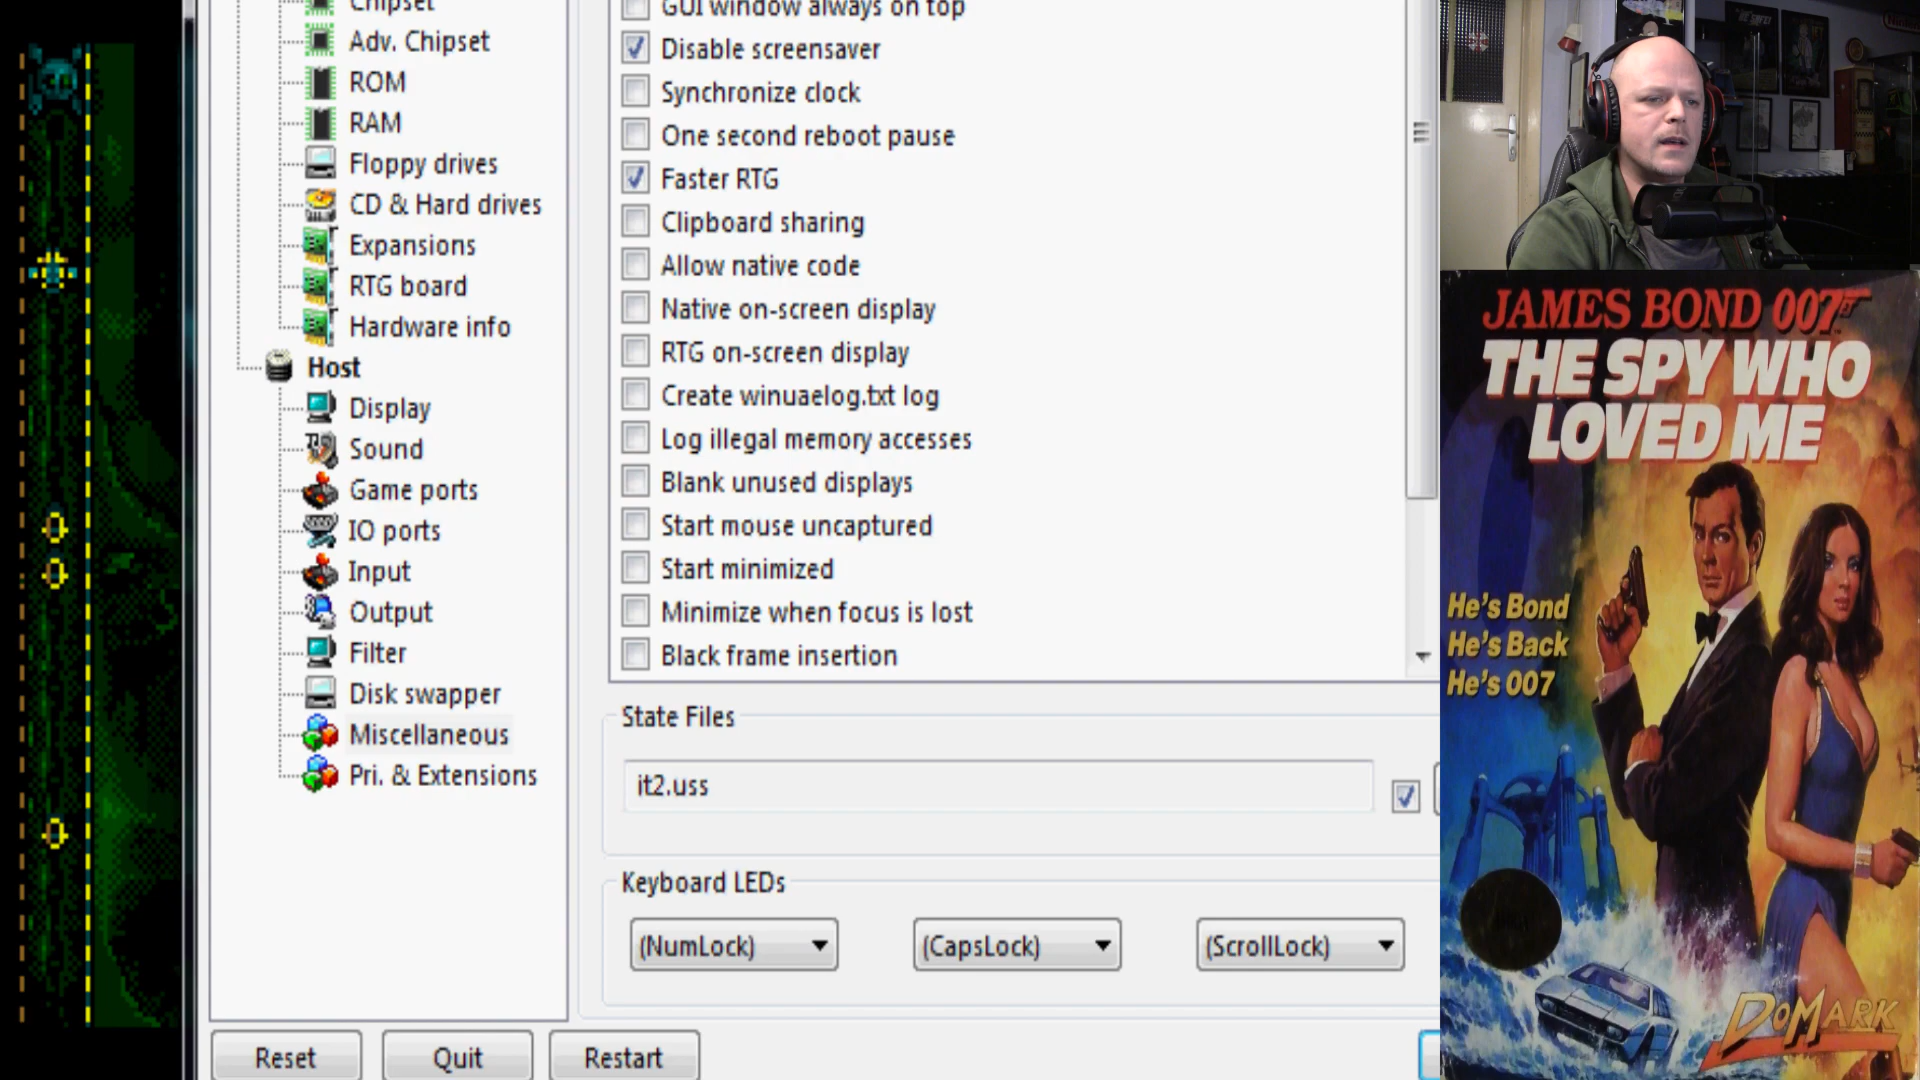 Chipset
Adv. Chipset
ROM
RAM
Floppy drives
CD & Hard drives
Expansions
RTG board
Hardware info
Host
Display
Sound
Game ports
IO ports
Input
Output
Filter
Disk swapper
Miscellaneous
Pri. & Extensions
GUI window always on top
Disable screensaver
Synchronize clock
One second reboot pause
Faster RTG
Clipboard sharing
Allow native code
Native on-screen display
RTG on-screen display
Create winuaelog.txt log
Log illegal memory accesses
Blank unused displays
Start mouse uncaptured
Start minimized
Minimize when focus is lost
Black frame insertion
State Files
it2.uss
Keyboard LEDs
(NumLock)
(CapsLock)
(ScrollLock)
Reset
Quit
Restart
JAMES BOND 007
THE SPY WHO
LOVED ME
He's Bond
He's Back
He's 007
DOMARK